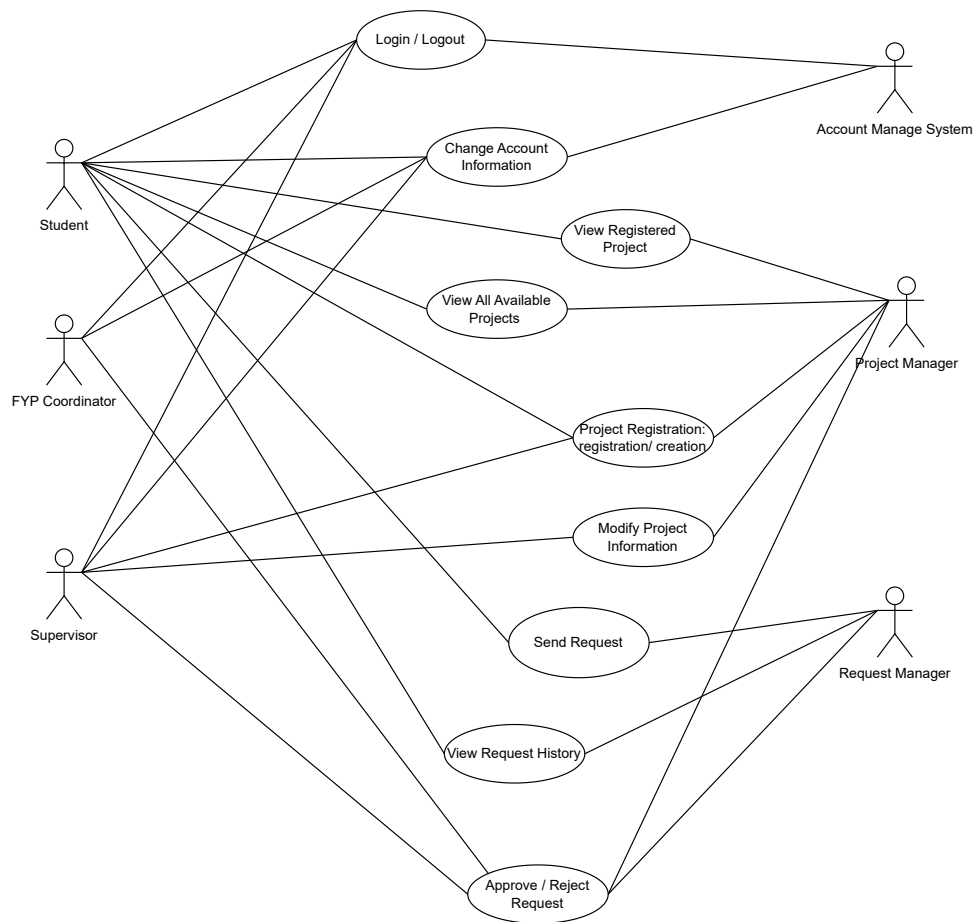 Login / Logout
Account Manage System
Change Account
Information
Student
View Registered
Project
View All Available
Projects
Project Manager
FYP Coordinator
Project Registration:
registration/ creation
Modify Project
Information
Supervisor
Send Request
Request Manager
View Request History
Approve / Reject
Request